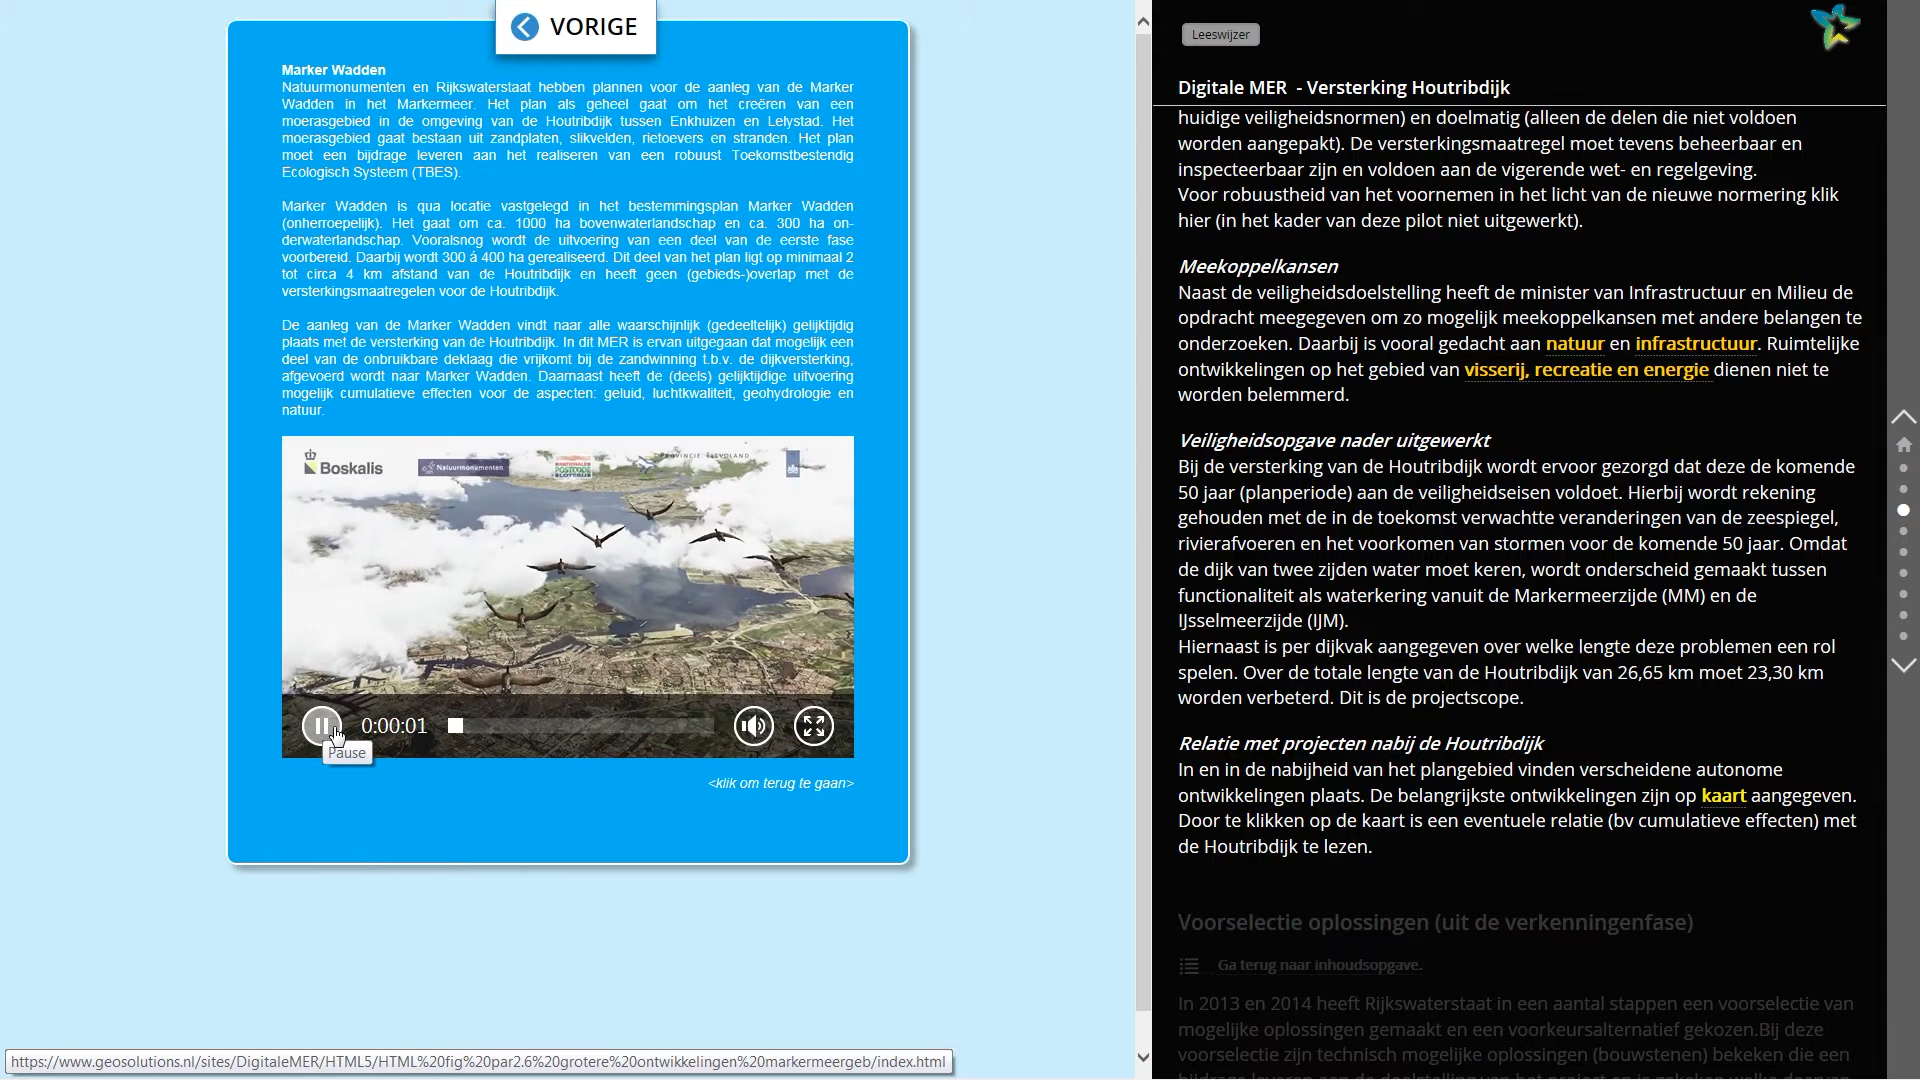 VORIGE
Marker Wadden
Natuurmonumenten en Rijkswaterstaat hebben plannen voor de aanleg van de Marker
Wadden in het Markermeer. Het plan als geheel gaat om het creëren van een
moerasgebied in de omgeving van de Houtribdijk tussen Enkhuizen en Lelystad. Het
moerasgebied gaat bestaan uit zandplaten, slikvelden, rietoevers en stranden. Het plan
moet een bijdrage leveren aan het realiseren van een robuust Toekomstbestendig
Ecologisch Systeem (TBES).
Marker Wadden is qua locatie vastgelegd in het bestemmingsplan Marker Wadden
(onherroepelijk). Het gaat om ca. 1000 ha bovenwaterlandschap en ca. 300 ha on-
derwaterlandschap. Vooralsnog wordt de uitvoering van een deel van de eerste fase
voorbereid. Daarbij wordt 300 á 400 ha gerealiseerd. Dit deel van het plan ligt op minimaal 2
tot circa 4 km afstand van de Houtribdijk en heeft geen (gebieds-)overlap met de
versterkingsmaatregelen voor de Houtribdijk.
De aanleg van de Marker Wadden vindt naar alle waarschijnlijk (gedeeltelijk) gelijktijdig
plaats met de versterking van de Houtribdijk. In dit MER is ervan uitgegaan dat mogelijk een
deel van de onbruikbare deklaag die vrijkomt bij de zandwinning t.b.v. de dijkversterking,
afgevoerd wordt naar Marker Wadden. Daarnaast heeft de (deels) gelijktijdige uitvoering
mogelijk cumulatieve effecten voor de aspecten: geluid, luchtkwaliteit, geohydrologie en
natuur.
Boskalis
Natuurmonumenten
PROVINCIE FLEVOLAND
0:00:01
Pause
<klik om terug te gaan>
https://www.geosolutions.nl/sites/DigitaleMER/HTML5/HTML%20fig%20par2.6%20grotere%20ontwikkelingen%20markermeergeb/index.html
Leeswijzer
Digitale MER - Versterking Houtribdijk
huidige veiligheidsnormen) en doelmatig (alleen de delen die niet voldoen
worden aangepakt). De versterkingsmaatregel moet tevens beheerbaar en
inspecteerbaar zijn en voldoen aan de vigerende wet- en regelgeving.
Voor robuustheid van het voornemen in het licht van de nieuwe normering klik
hier (in het kader van deze pilot niet uitgewerkt).
Meekoppelkansen
Naast de veiligheidsdoelstelling heeft de minister van Infrastructuur en Milieu de
opdracht meegegeven om zo mogelijk meekoppelkansen met andere belangen te
onderzoeken. Daarbij is vooral gedacht aan natuur en infrastructuur. Ruimtelijke
ontwikkelingen op het gebied van visserij, recreatie en energie dienen niet te
worden belemmerd.
Veiligheidsopgave nader uitgewerkt
Bij de versterking van de Houtribdijk wordt ervoor gezorgd dat deze de komende
50 jaar (planperiode) aan de veiligheidseisen voldoet. Hierbij wordt rekening
gehouden met de in de toekomst verwachtte veranderingen van de zeespiegel,
rivierafvoeren en het voorkomen van stormen voor de komende 50 jaar. Omdat
de dijk van twee zijden water moet keren, wordt onderscheid gemaakt tussen
functionaliteit als waterkering vanuit de Markermeerzijde (MM) en de
IJsselmeerzijde (IJM).
Hiernaast is per dijkvak aangegeven over welke lengte deze problemen een rol
spelen. Over de totale lengte van de Houtribdijk van 26,65 km moet 23,30 km
worden verbeterd. Dit is de projectscope.
Relatie met projecten nabij de Houtribdijk
In en in de nabijheid van het plangebied vinden verscheidene autonome
ontwikkelingen plaats. De belangrijkste ontwikkelingen zijn op kaart aangegeven.
Door te klikken op de kaart is een eventuele relatie (bv cumulatieve effecten) met
de Houtribdijk te lezen.
Voorselectie oplossingen (uit de verkenningenfase)
Ga terug naar inhoudsopgave.
In 2013 en 2014 heeft Rijkswaterstaat in een aantal stappen een voorselectie van
mogelijke oplossingen gemaakt en een voorkeursalternatief gekozen.Bij deze
voorselectie zijn technisch mogelijke oplossingen (bouwstenen) bekeken die een